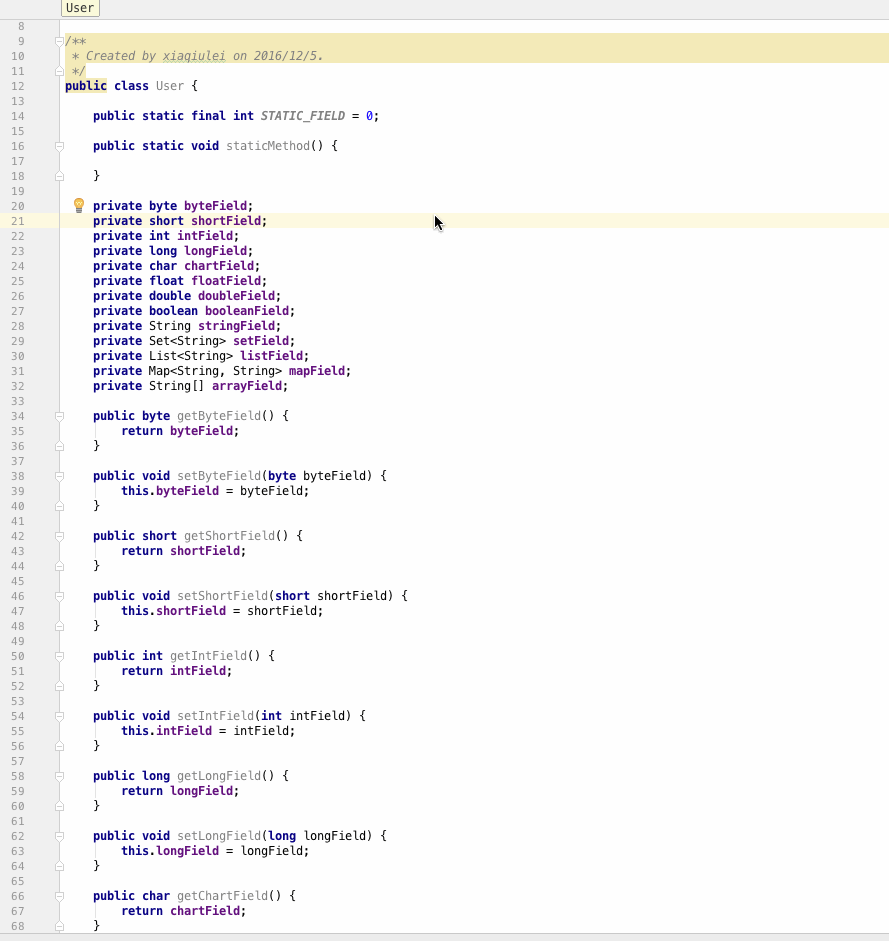 User
8
9 /**
10 * Created by xiaqiulei on 2016/12/5.
11 */
12 public class User {
13
14 public static final int STATIC_FIELD = 0;
15
16 public static void staticMethod() {
17
18 }
19
20 private byte byteField;
21 private short shortField;
22 private int intField;
23 private long longField;
24 private char chartField;
25 private float floatField;
26 private double doubleField;
27 private boolean booleanField;
28 private String stringField;
29 private Set<String> setField;
30 private List<String> listField;
31 private Map<String, String> mapField;
32 private String[] arrayField;
33
34 public byte getByteField() {
35 return byteField;
36 }
37
38 public void setByteField(byte byteField) {
39 this.byteField = byteField;
40 }
41
42 public short getShortField() {
43 return shortField;
44 }
45
46 public void setShortField(short shortField) {
47 this.shortField = shortField;
48 }
49
50 public int getIntField() {
51 return intField;
52 }
53
54 public void setIntField(int intField) {
55 this.intField = intField;
56 }
57
58 public long getLongField() {
59 return longField;
60 }
61
62 public void setLongField(long longField) {
63 this.longField = longField;
64 }
65
66 public char getChartField() {
67 return chartField;
68 }